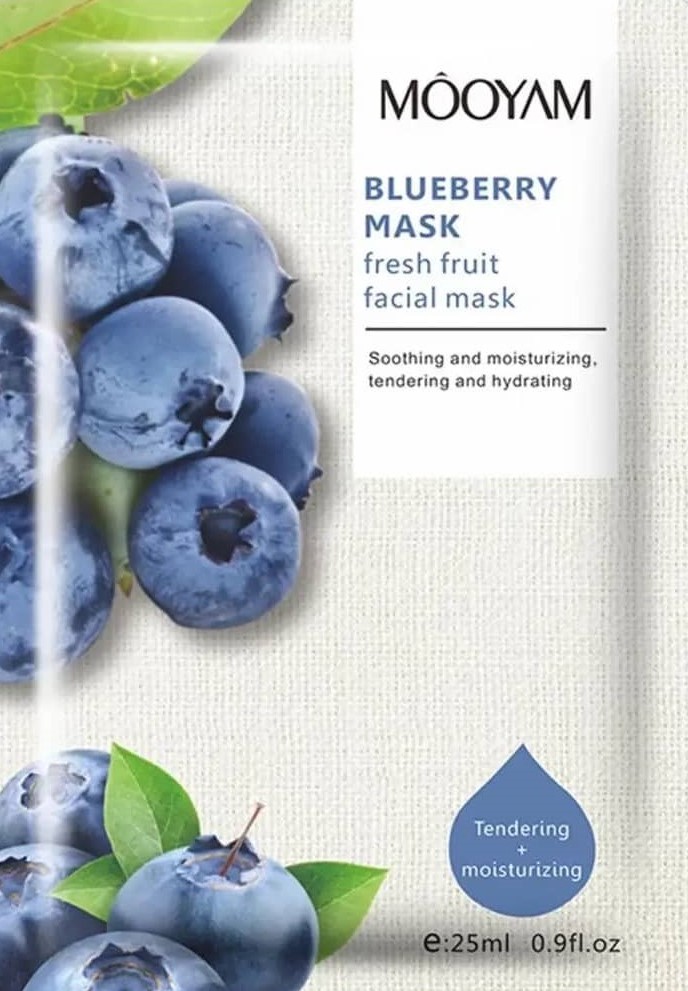 MÔOYAM
BLUEBERRY
MASK
fresh fruit
facial mask
Soothing and moisturizing,
tendering and hydrating
Tendering
+
moisturizing
e:25ml 0.9fl.oz